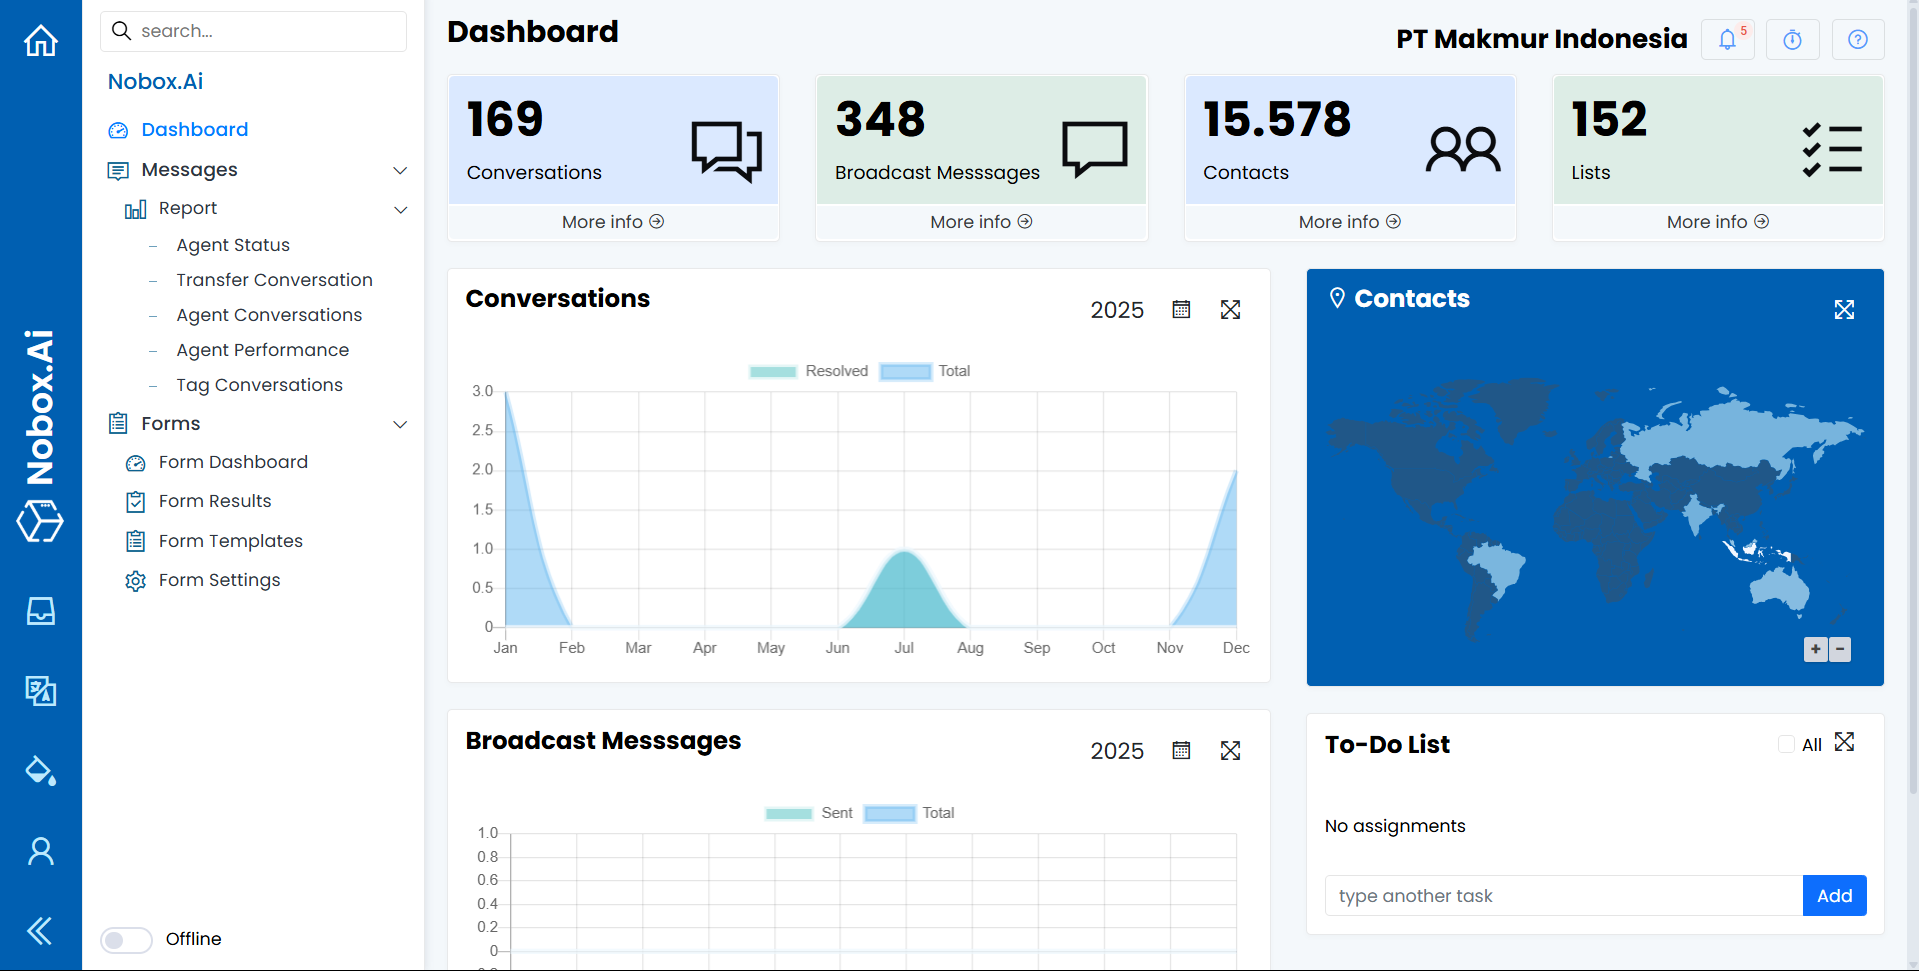 search...
Nobox.Ai
Dashboard
Messages
Report
Agent Status
Transfer Conversation
Agent Conversations
Agent Performance
Tag Conversations
Forms
Form Dashboard
Form Results
Form Templates
Form Settings
Offline
Nobox.Ai
Dashboard
PT Makmur Indonesia
5
169
Conversations
More info
348
Broadcast Messsages
More info
15.578
Contacts
More info
152
Lists
More info
Conversations
2025
Resolved Total
3.0
2.5
2.0
1.5
1.0
0.5
0
Jan Feb Mar Apr May Jun Jul Aug Sep Oct Nov Dec
Contacts
+ −
Broadcast Messsages
2025
Sent Total
1.0
0.8
0.6
0.4
0.2
0
To-Do List
All
No assignments
type another task
Add